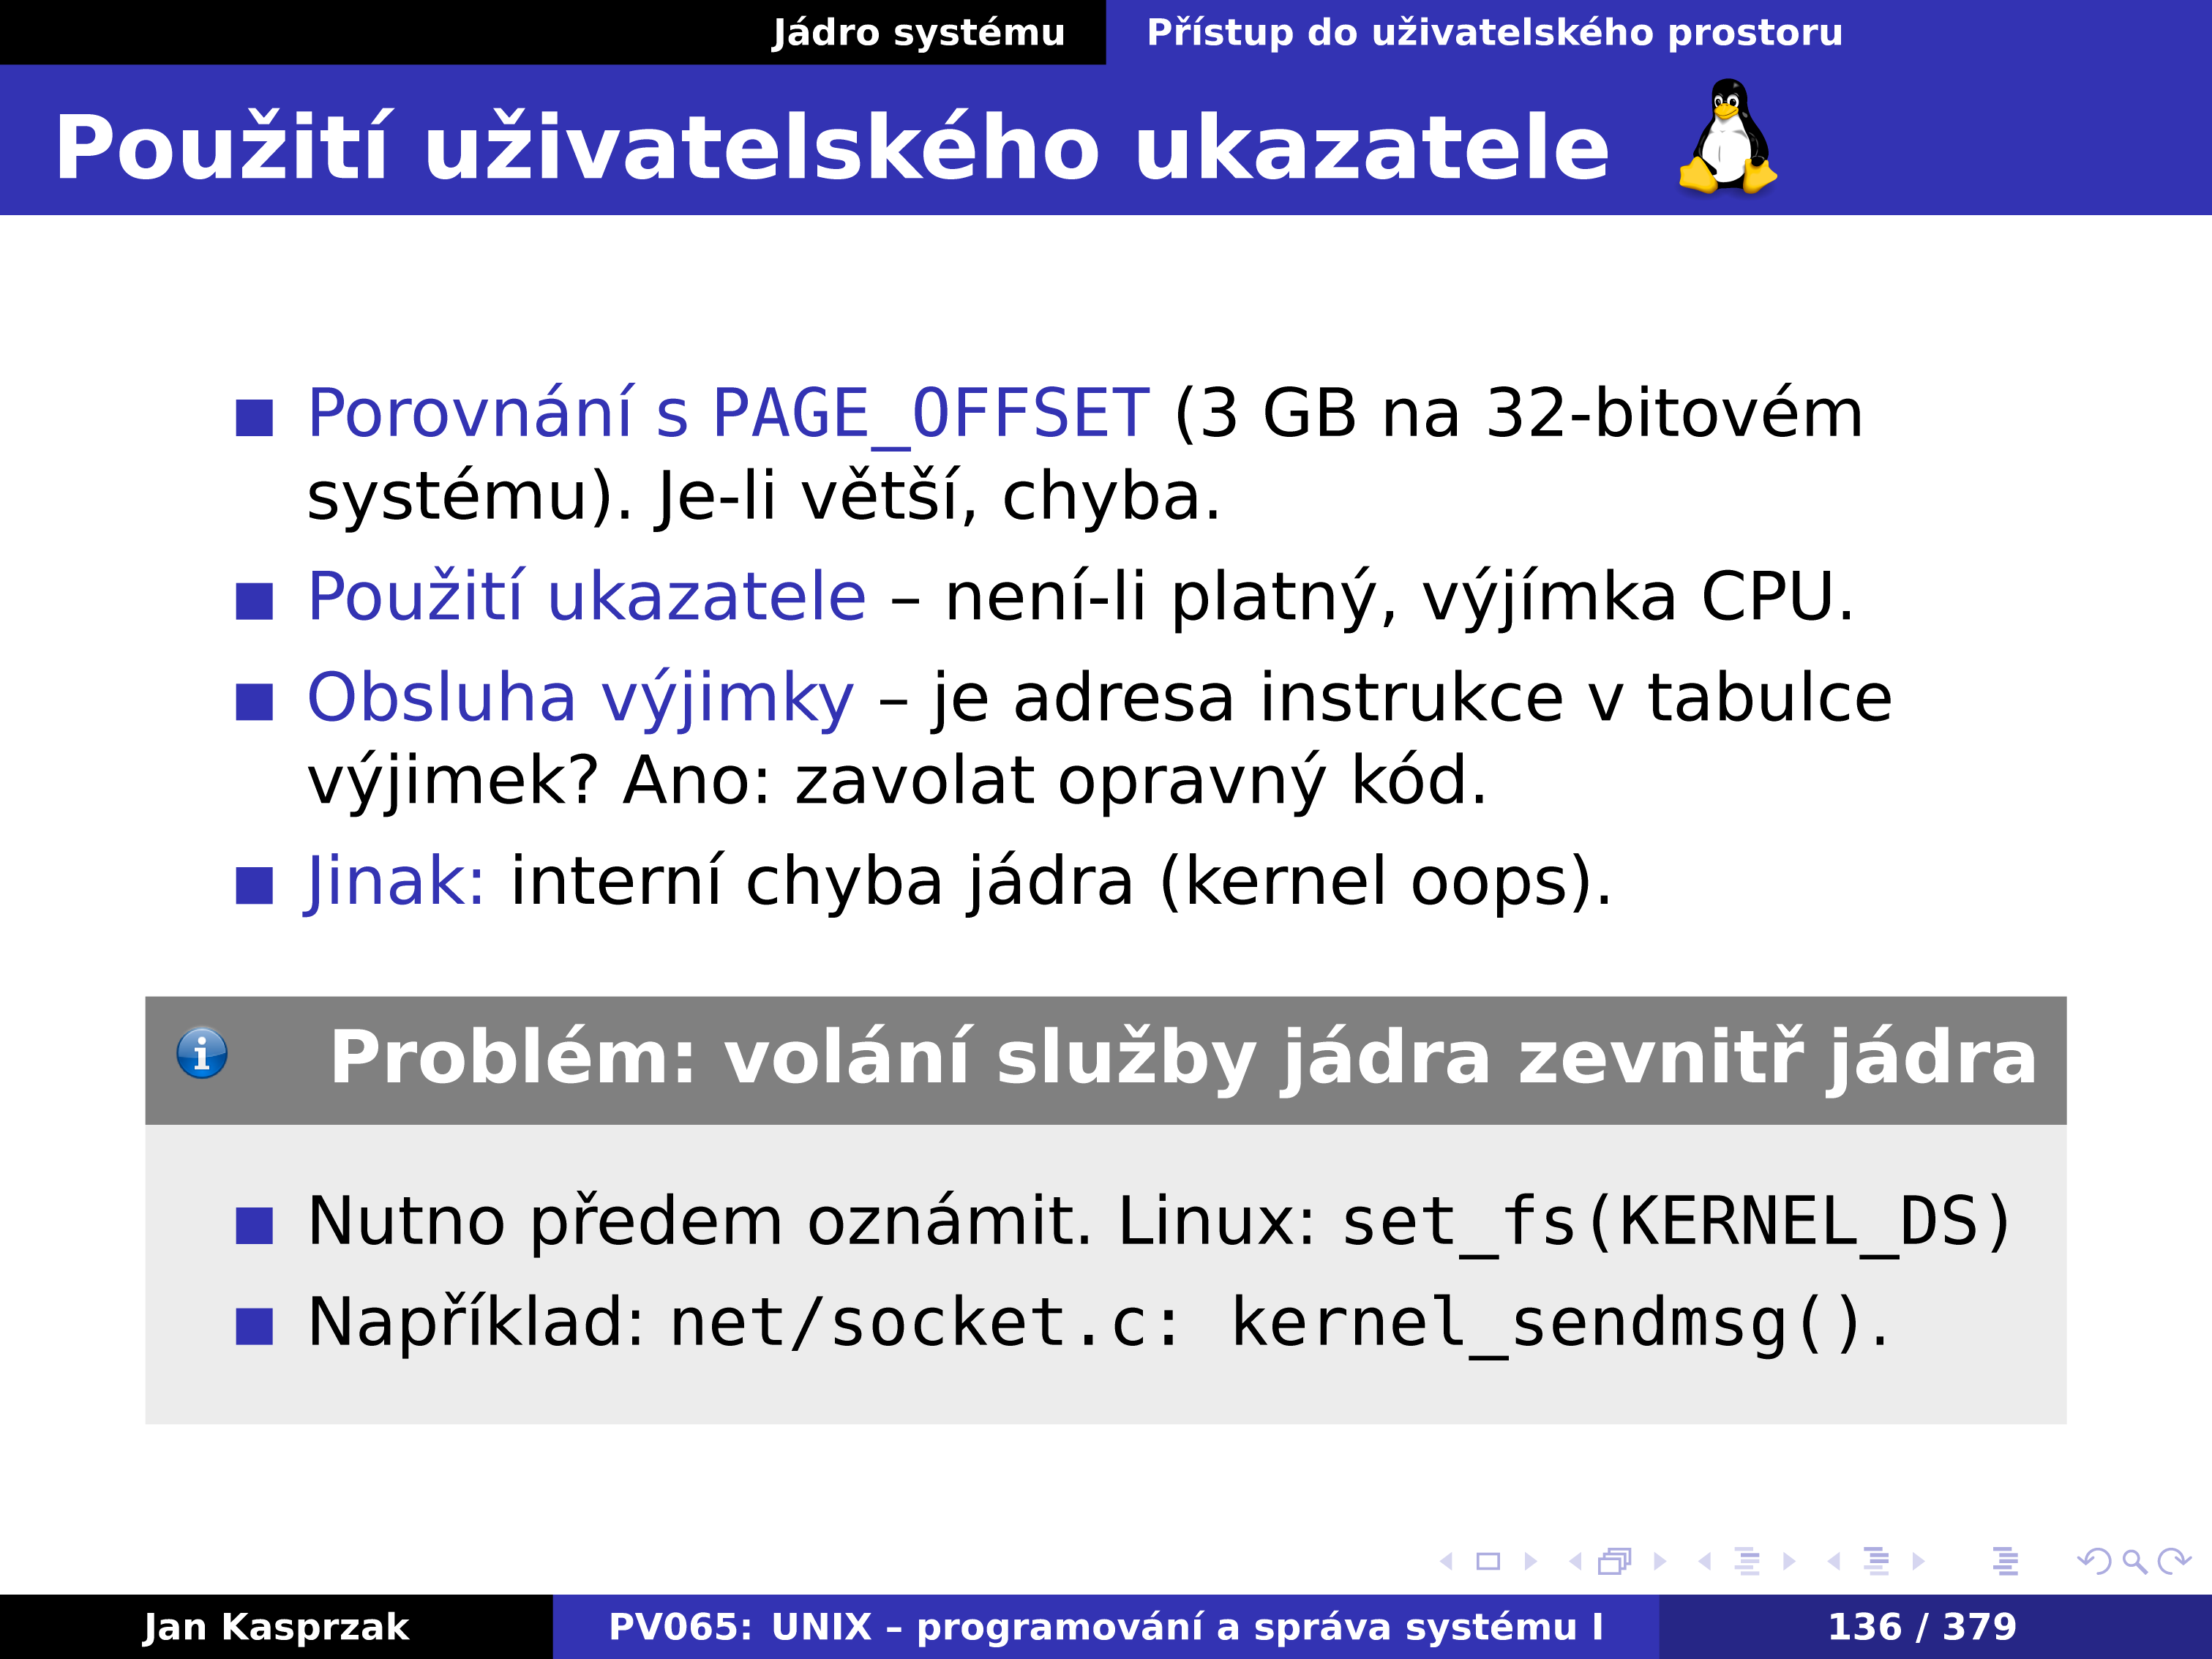 Jádro systému
Přístup do uživatelského prostoru
Použití uživatelského ukazatele
Porovnání s PAGE_OFFSET (3 GB na 32-bitovém
systému). Je-li větší, chyba.
Použití ukazatele – není-li platný, výjímka CPU.
Obsluha výjimky – je adresa instrukce v tabulce
výjimek? Ano: zavolat opravný kód.
Jinak: interní chyba jádra (kernel oops).
Problém: volání služby jádra zevnitř jádra
Nutno předem oznámit. Linux: set_fs(KERNEL_DS)
Například: net/socket.c: kernel_sendmsg().
Jan Kasprzak
PV065: UNIX – programování a správa systému I
136 / 379